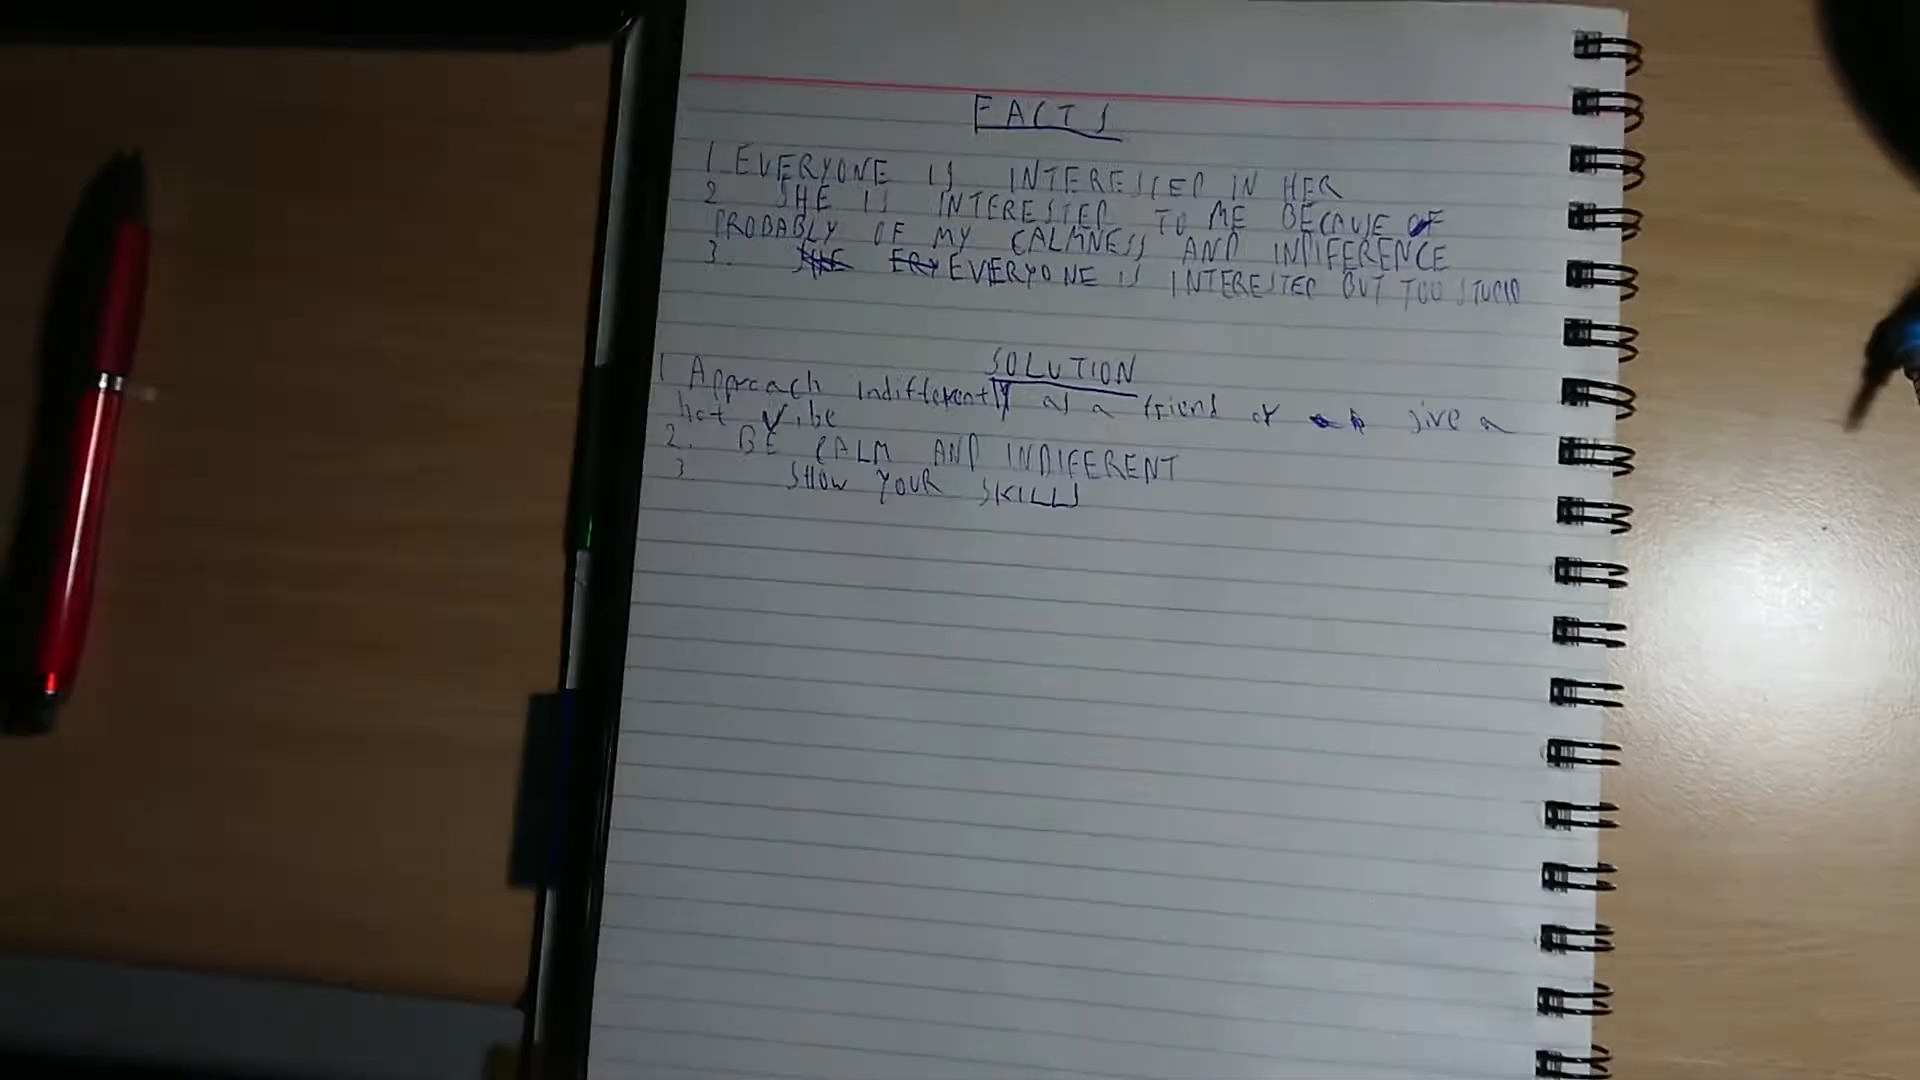 FACTS
1 EVERYONE IS INTERESTED IN HER
2 SHE IS INTERESTED TO ME BECAUSE OF
PROBABLY OF MY CALMNESS AND INDIFERENCE
3. SHE ERY EVERYONE IS INTERESTED BUT TOO STUPID
SOLUTION
1 Approach indifferently as a friend or give a
hot vibe
2. BE CALM AND INDIFERENT
3 SHOW YOUR SKILLS